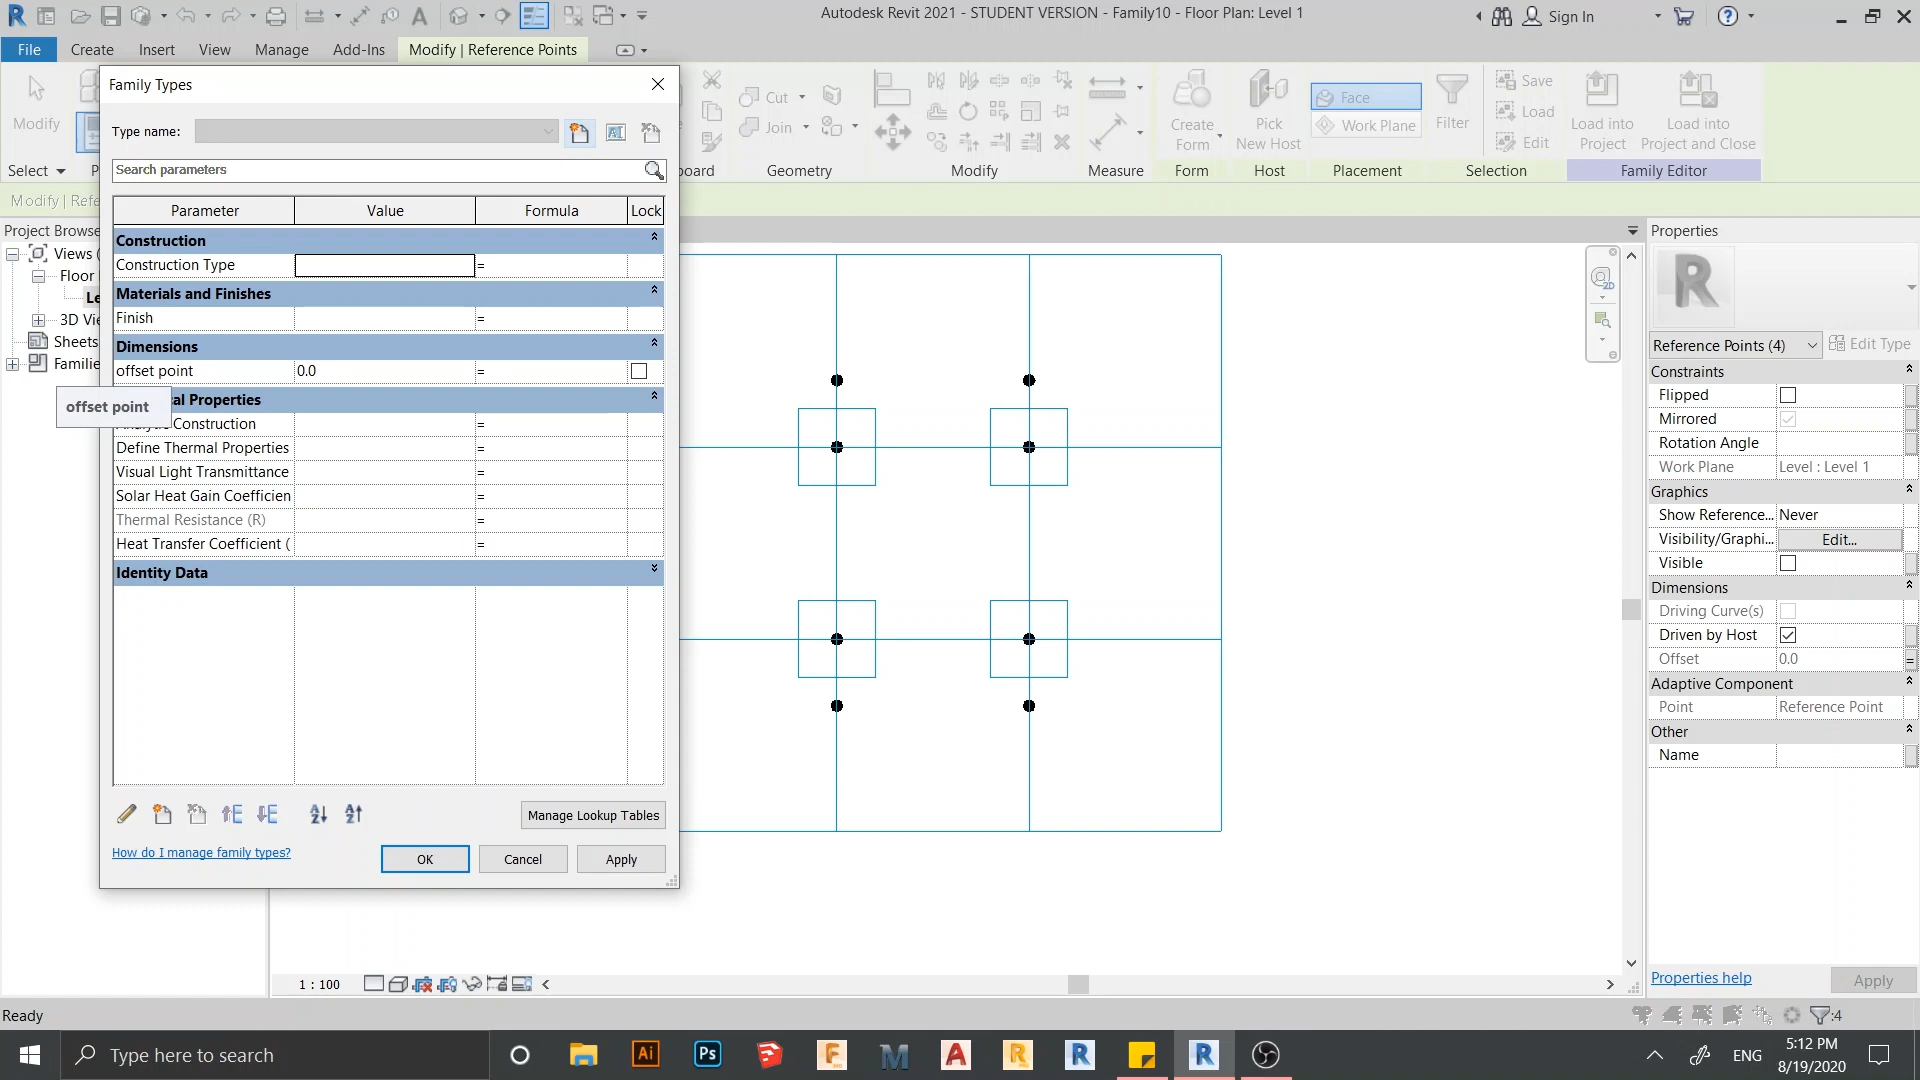 Autodesk Revit 2021 - STUDENT VERSION - Family10 - Floor Plan: Level 1
Sign In
File Create Insert View Manage Add-Ins Modify | Reference Points
Family Types
Type name:
Search parameters
Parameter Value Formula Lock
Construction
Construction Type =
Materials and Finishes
Finish =
Dimensions
offset point 0.0 =
offset point
al Properties
Analytic Construction =
Define Thermal Properties =
Visual Light Transmittance =
Solar Heat Gain Coefficien =
Thermal Resistance (R) =
Heat Transfer Coefficient ( =
Identity Data
Manage Lookup Tables
How do I manage family types?
OK Cancel Apply
Modify
Select
P
Cut
Join
board
Geometry
Modify
Measure
Create
Form
Form
Pick
New Host
Host
Face
Work Plane
Placement
Filter
Save
Load
Edit
Selection
Load into
Project
Load into
Project and Close
Family Editor
Modify | Refe
Project Browse
Views (
Floor
Le
3D Vie
Sheets
Familie
2D
Properties
R
Reference Points (4) Edit Type
Constraints
Flipped
Mirrored
Rotation Angle
Work Plane Level : Level 1
Graphics
Show Reference... Never
Visibility/Graphi... Edit...
Visible
Dimensions
Driving Curve(s)
Driven by Host
Offset 0.0 =
Adaptive Component
Point Reference Point
Other
Name
Properties help Apply
1 : 100
Ready
:4
Type here to search
Ai
Ps
F
M
A
R
R
R
ENG
5:12 PM
8/19/2020